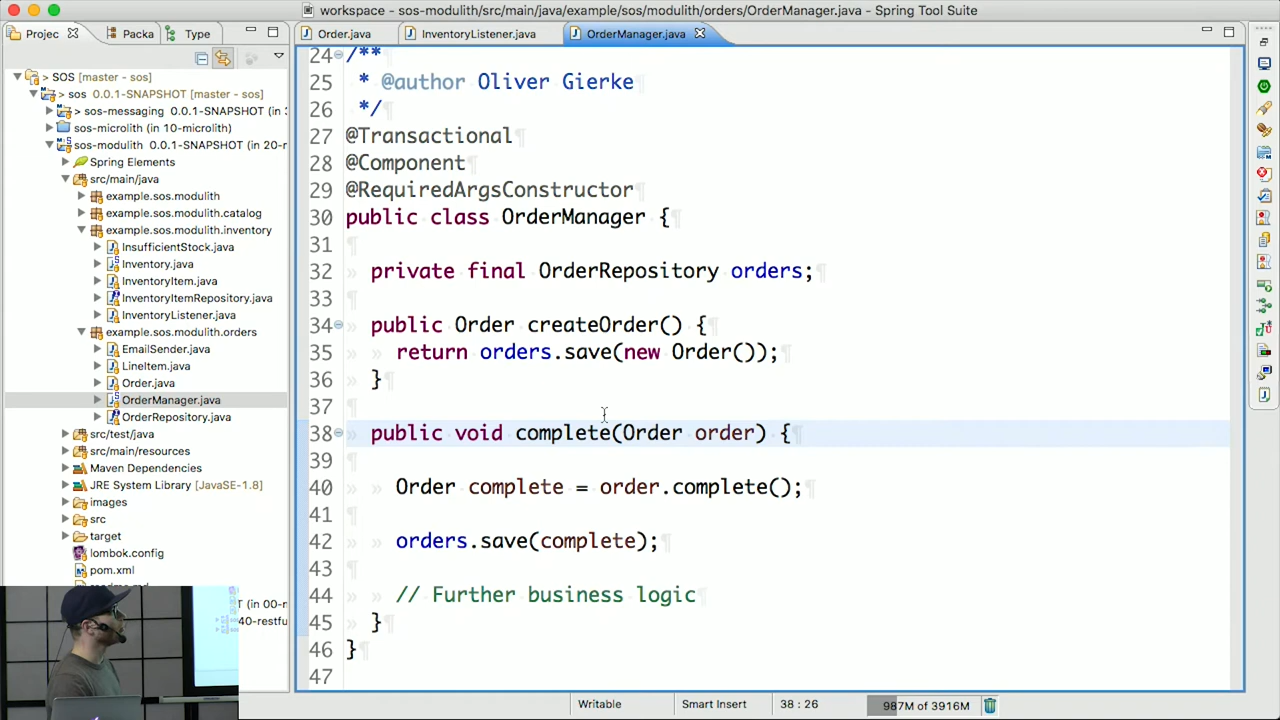 workspace - sos-modulith/src/main/java/example/sos/modulith/orders/OrderManager.java - Spring Tool Suite
Projec
Packa
Type
Order.java
InventoryListener.java
OrderManager.java
> SOS [master - sos]
> sos 0.0.1-SNAPSHOT [master - sos]
> sos-messaging 0.0.1-SNAPSHOT (in 3
sos-microlith (in 10-monolith)
sos-modulith 0.0.1-SNAPSHOT (in 20-m
Spring Elements
src/main/java
example.sos.modulith
example.sos.modulith.catalog
example.sos.modulith.inventory
InsufficientStock.java
Inventory.java
InventoryItem.java
InventoryItemRepository.java
InventoryListener.java
example.sos.modulith.orders
EmailSender.java
LineItem.java
Order.java
OrderManager.java
OrderRepository.java
src/test/java
src/main/resources
Maven Dependencies
JRE System Library [JavaSE-1.8]
images
src
target
lombok.config
pom.xml
T (in 00-r
40-restfu
24 /**
25 * @author Oliver Gierke
26 */
27 @Transactional
28 @Component
29 @RequiredArgsConstructor
30 public class OrderManager {
31
32 private final OrderRepository orders;
33
34 public Order createOrder() {
35 return orders.save(new Order());
36 }
37
38 public void complete(Order order) {
39
40 Order complete = order.complete();
41
42 orders.save(complete);
43
44 // Further business logic
45 }
46 }
47
Writable
Smart Insert
38 : 26
987M of 3916M